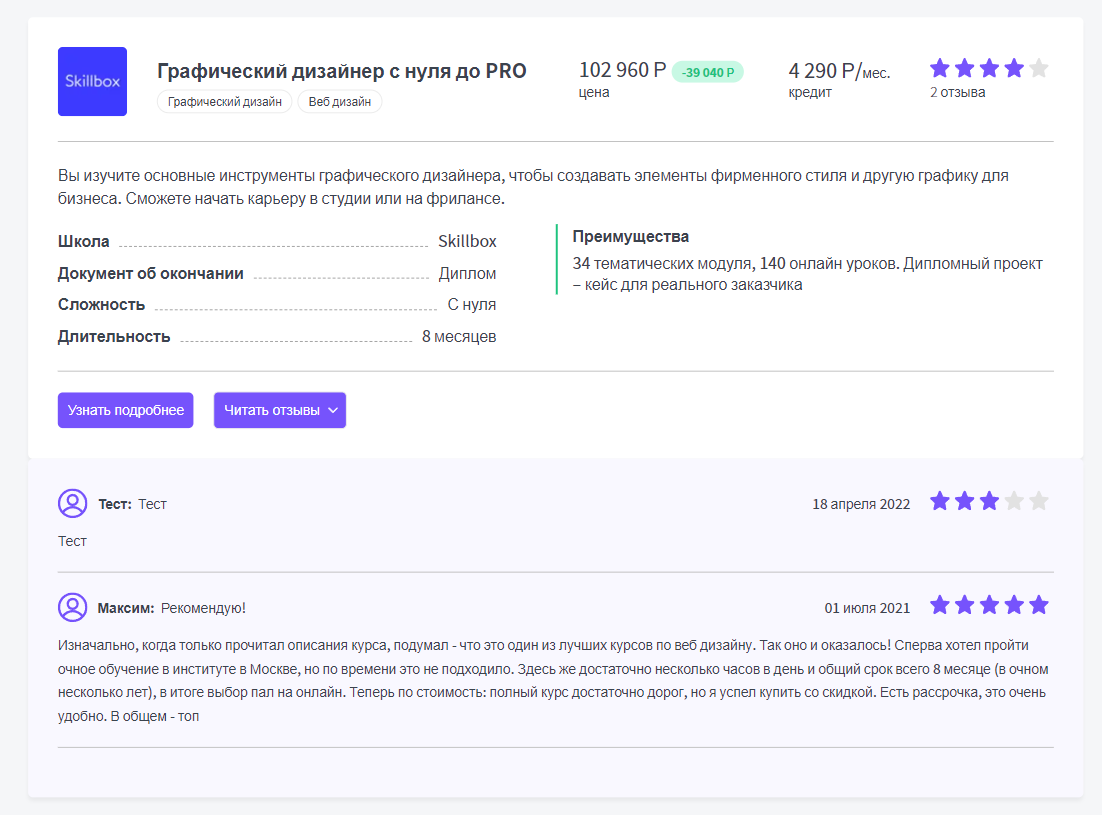 Skillbox
Графический дизайнер с нуля до PRO
Графический дизайн
Веб дизайн
102 960 Р
-39 040 Р
цена
4 290 Р/мес.
кредит
2 отзыва
Вы изучите основные инструменты графического дизайнера, чтобы создавать элементы фирменного стиля и другую графику для
бизнеса. Сможете начать карьеру в студии или на фрилансе.
Школа Skillbox
Документ об окончании Диплом
Сложность С нуля
Длительность 8 месяцев
Преимущества
34 тематических модуля, 140 онлайн уроков. Дипломный проект
– кейс для реального заказчика
Узнать подробнее
Читать отзывы
Тест: Тест
18 апреля 2022
Тест
Максим: Рекомендую!
01 июля 2021
Изначально, когда только прочитал описания курса, подумал - что это один из лучших курсов по веб дизайну. Так оно и оказалось! Сперва хотел пройти
очное обучение в институте в Москве, но по времени это не подходило. Здесь же достаточно несколько часов в день и общий срок всего 8 месяце (в очном
несколько лет), в итоге выбор пал на онлайн. Теперь по стоимость: полный курс достаточно дорог, но я успел купить со скидкой. Есть рассрочка, это очень
удобно. В общем - топ